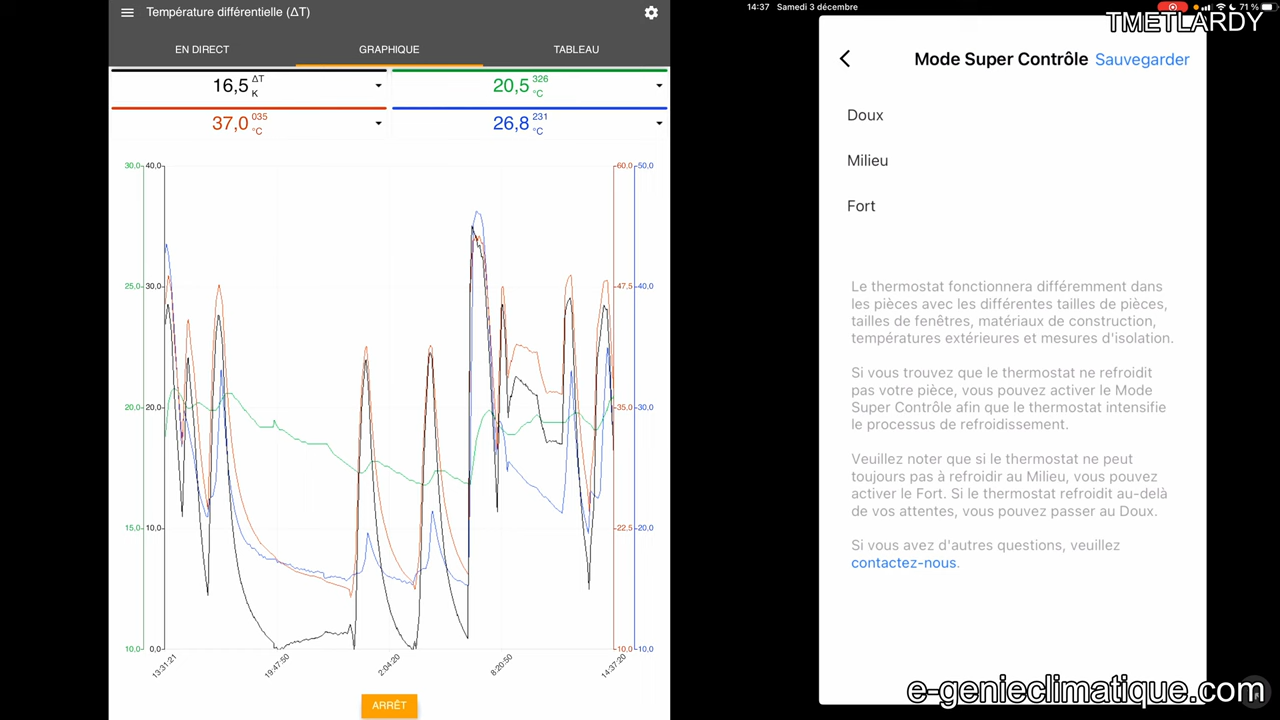 Température différentielle (ΔT)
EN DIRECT
GRAPHIQUE
TABLEAU
16,5 ΔT K
20,5 326 °C
37,0 035 °C
26,8 231 °C
30,0 40,0 60,0 50,0
25,0 30,0 47,5 40,0
20,0 20,0 35,0 30,0
15,0 10,0 22,5 20,0
10,0 0,0 10,0 10,0
13:31:21 19:47:50 2:04:20 8:20:50 14:37:20
ARRÊT
14:37 Samedi 3 décembre
71 %
TMETLARDY
Mode Super Contrôle Sauvegarder
Doux
Milieu
Fort
Le thermostat fonctionnera différemment dans
les pièces avec les différentes tailles de pièces,
tailles de fenêtres, matériaux de construction,
températures extérieures et mesures d'isolation.
Si vous trouvez que le thermostat ne refroidit
pas votre pièce, vous pouvez activer le Mode
Super Contrôle afin que le thermostat intensifie
le processus de refroidissement.
Veuillez noter que si le thermostat ne peut
toujours pas à refroidir au Milieu, vous pouvez
activer le Fort. Si le thermostat refroidit au-delà
de vos attentes, vous pouvez passer au Doux.
Si vous avez d'autres questions, veuillez
contactez-nous.
e-genieclimatique.com